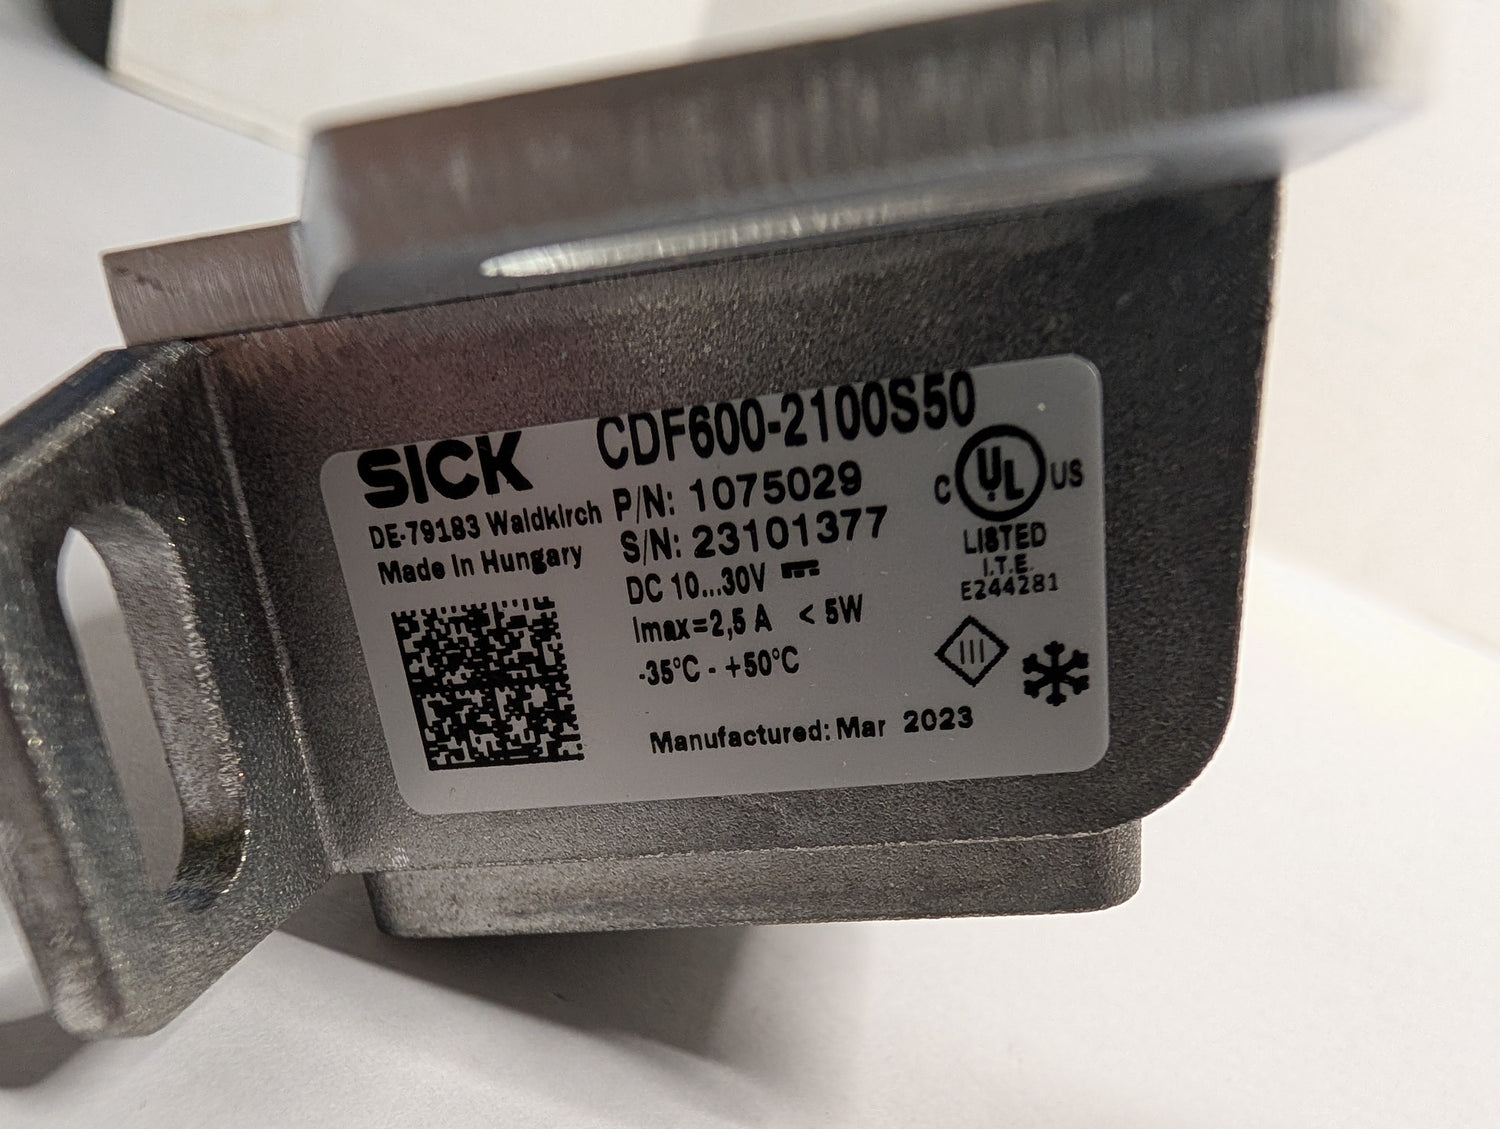 SICK
DE-79183 Waldkirch
Made in Hungary
CDF600-2100S50
P/N: 1075029
S/N: 23101377
DC 10...30V
Imax=2,5 A < 5W
-35°C - +50°C
Manufactured: Mar 2023
C UL US
LISTED
I.T.E.
E244281
III